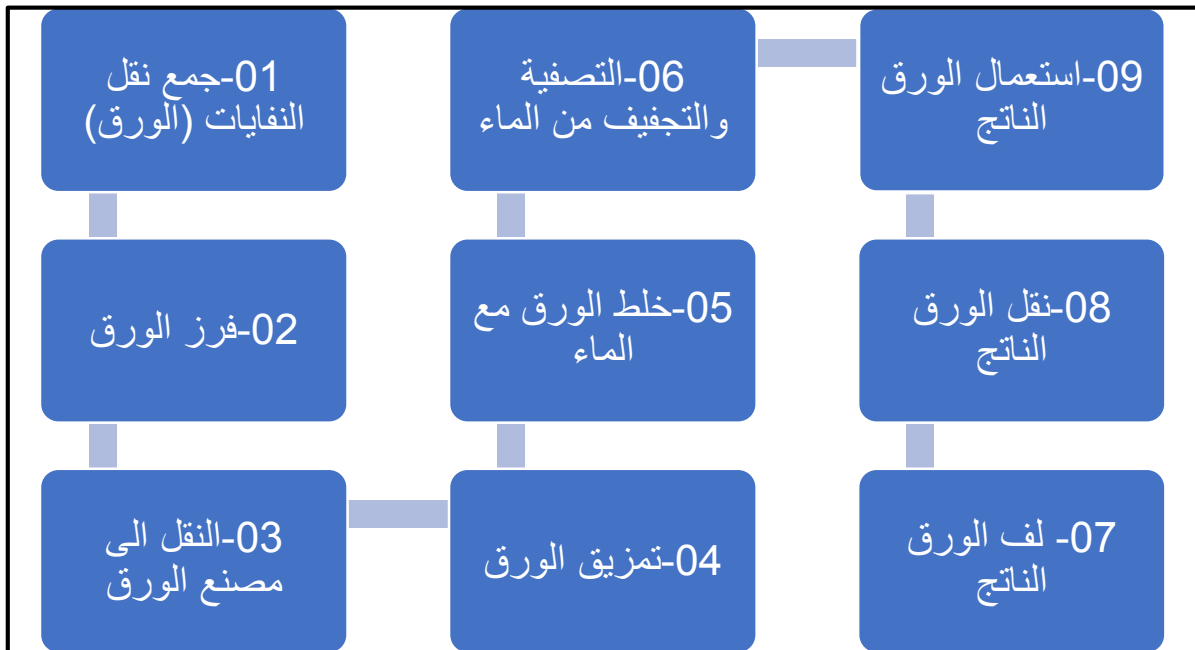 01-جمع نقل
النفايات (الورق)
02-فرز الورق
03-النقل الى
مصنع الورق
04-تمزيق الورق
05-خلط الورق مع
الماء
06-التصفية
والتجفيف من الماء
07- لف الورق
الناتج
08-نقل الورق
الناتج
09-استعمال الورق
الناتج